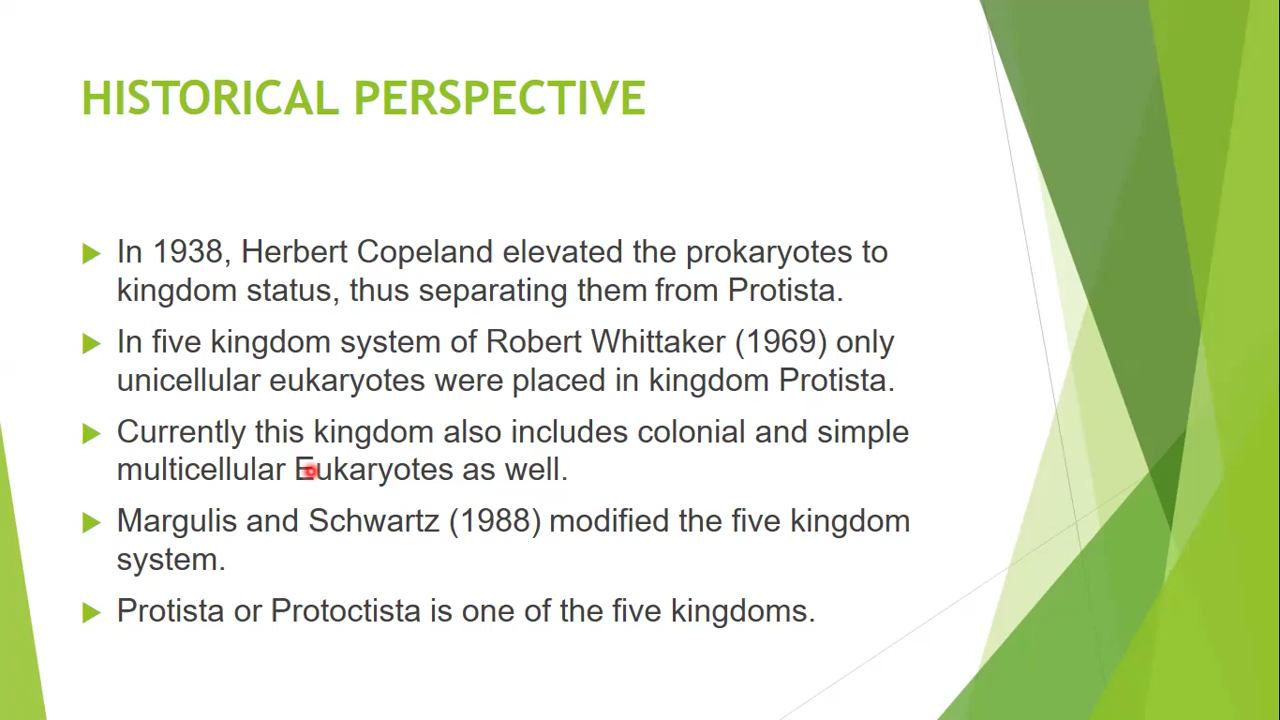 HISTORICAL PERSPECTIVE
In 1938, Herbert Copeland elevated the prokaryotes to
kingdom status, thus separating them from Protista.
In five kingdom system of Robert Whittaker (1969) only
unicellular eukaryotes were placed in kingdom Protista.
Currently this kingdom also includes colonial and simple
multicellular Eukaryotes as well.
Margulis and Schwartz (1988) modified the five kingdom
system.
Protista or Protoctista is one of the five kingdoms.